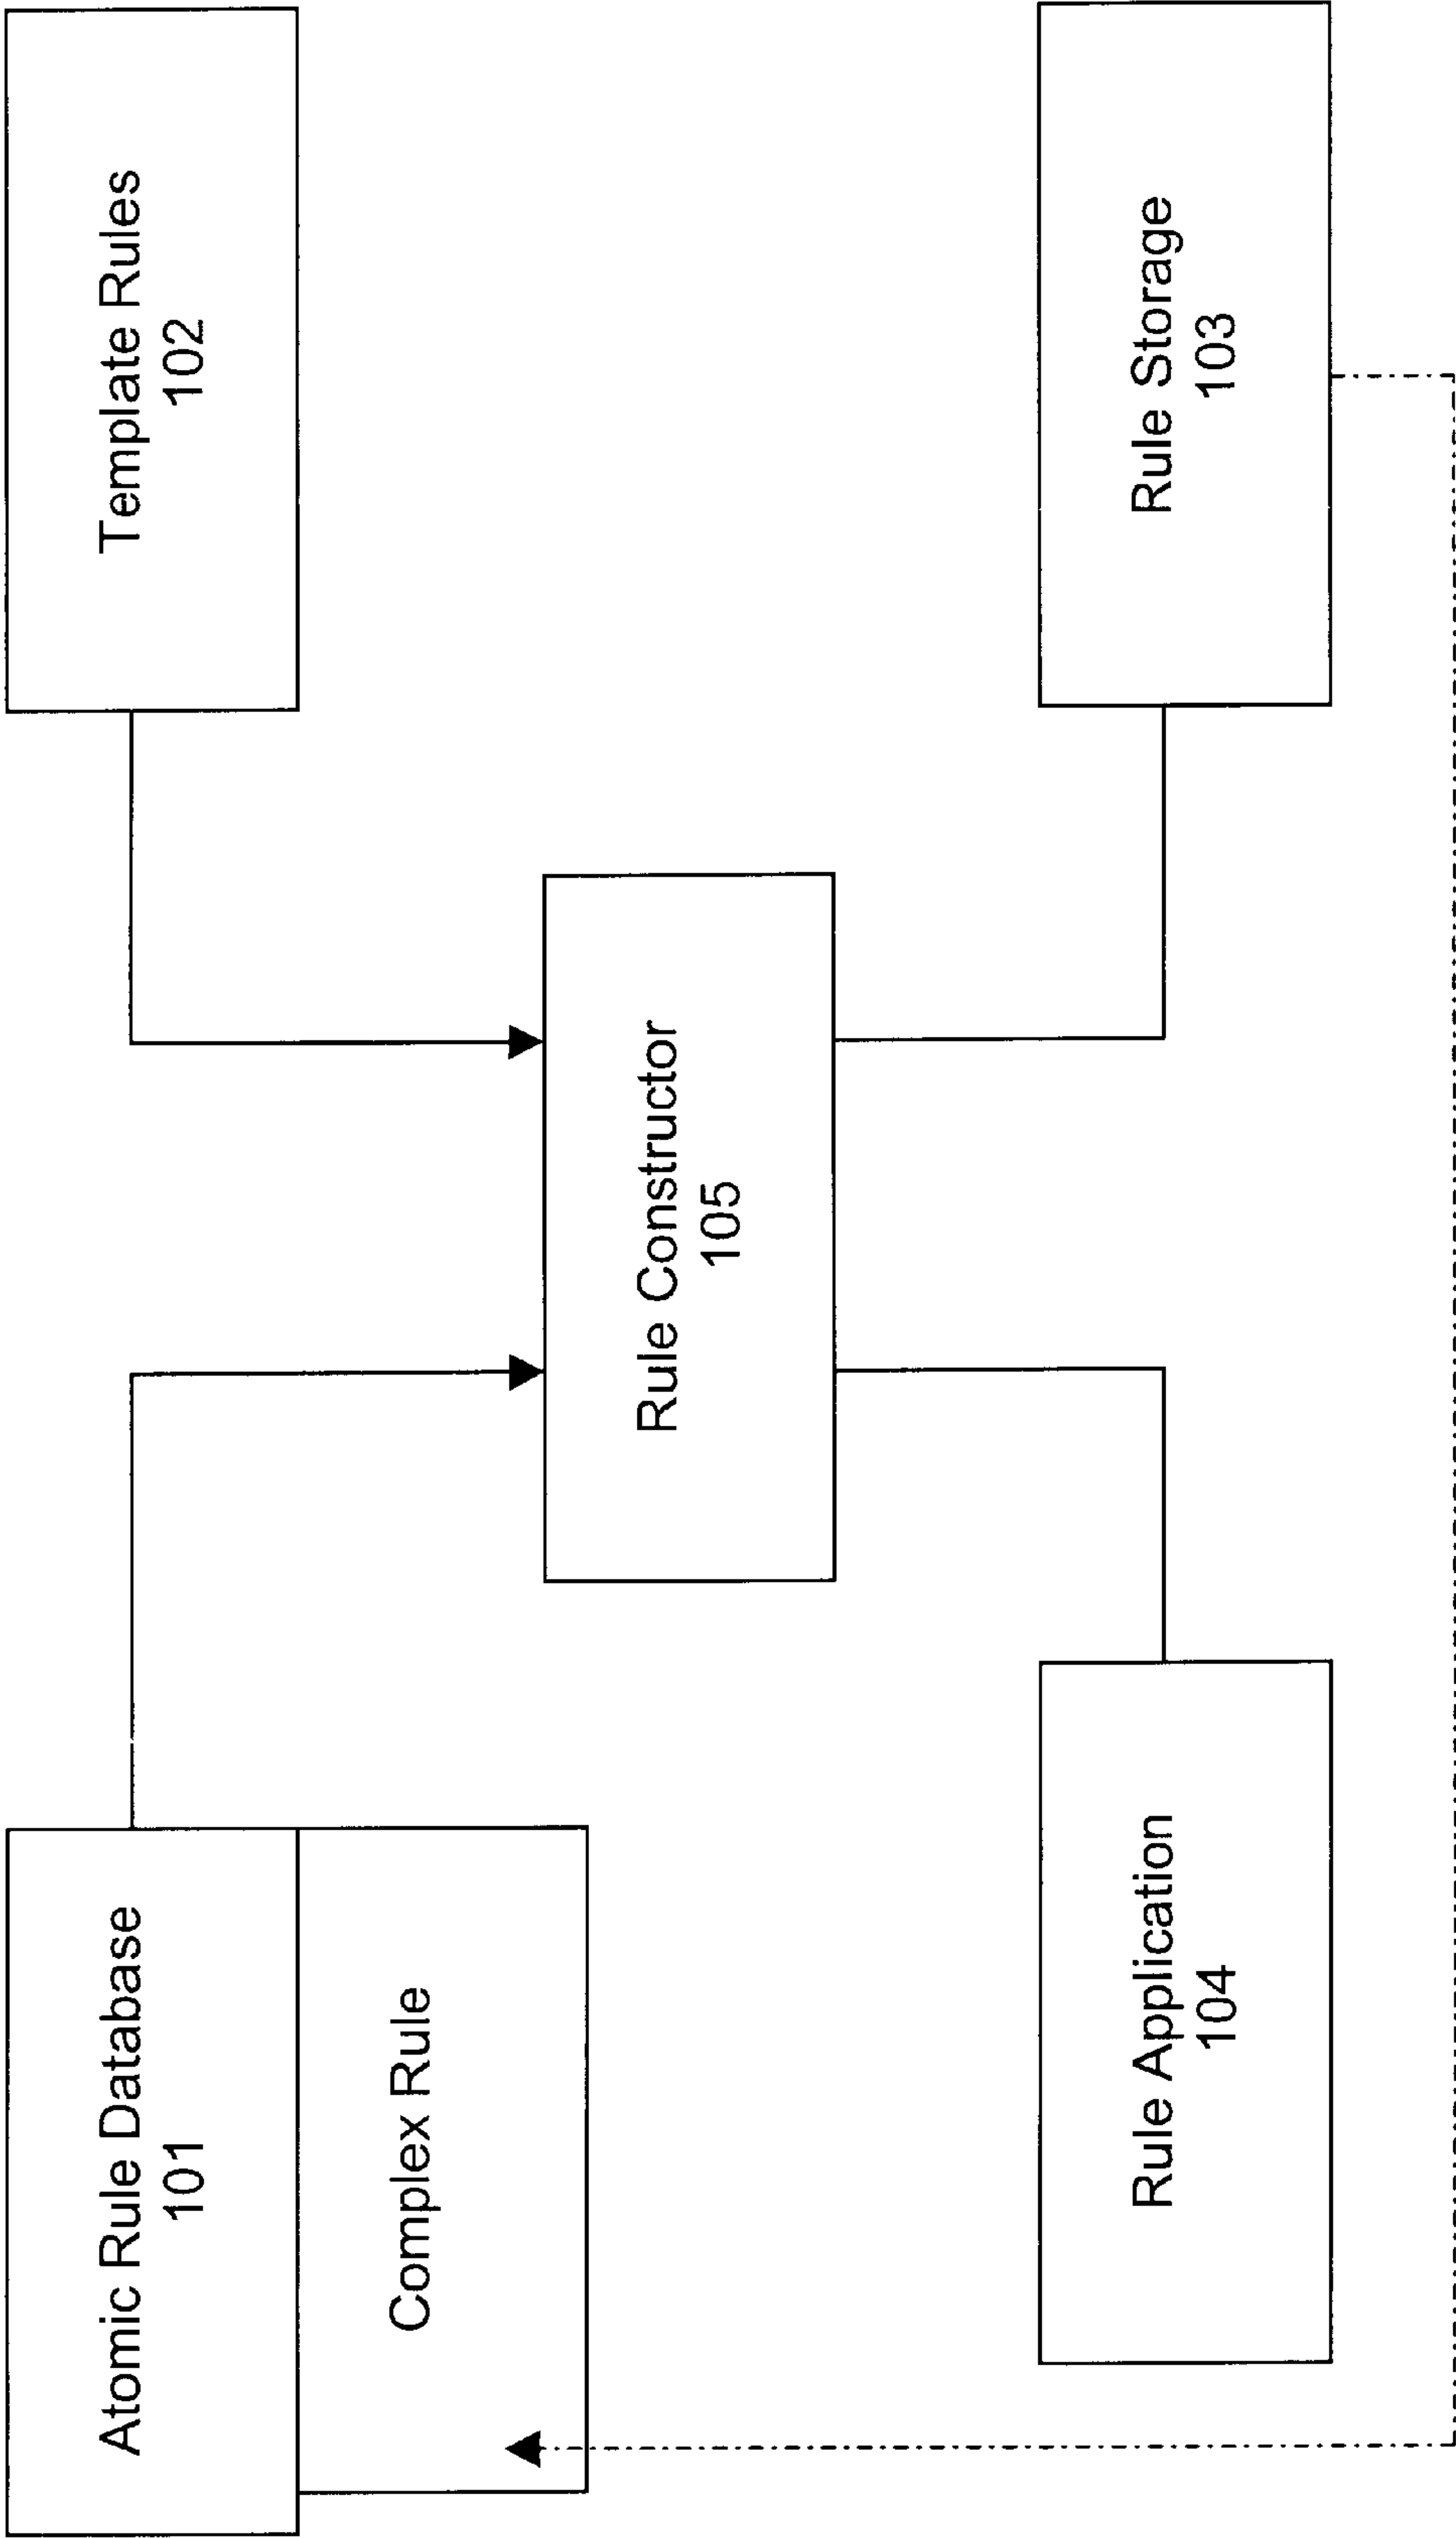 Atomic Rule Database
101
Template Rules
102
Complex Rule
Rule Constructor
105
Rule Application
104
Rule Storage
103